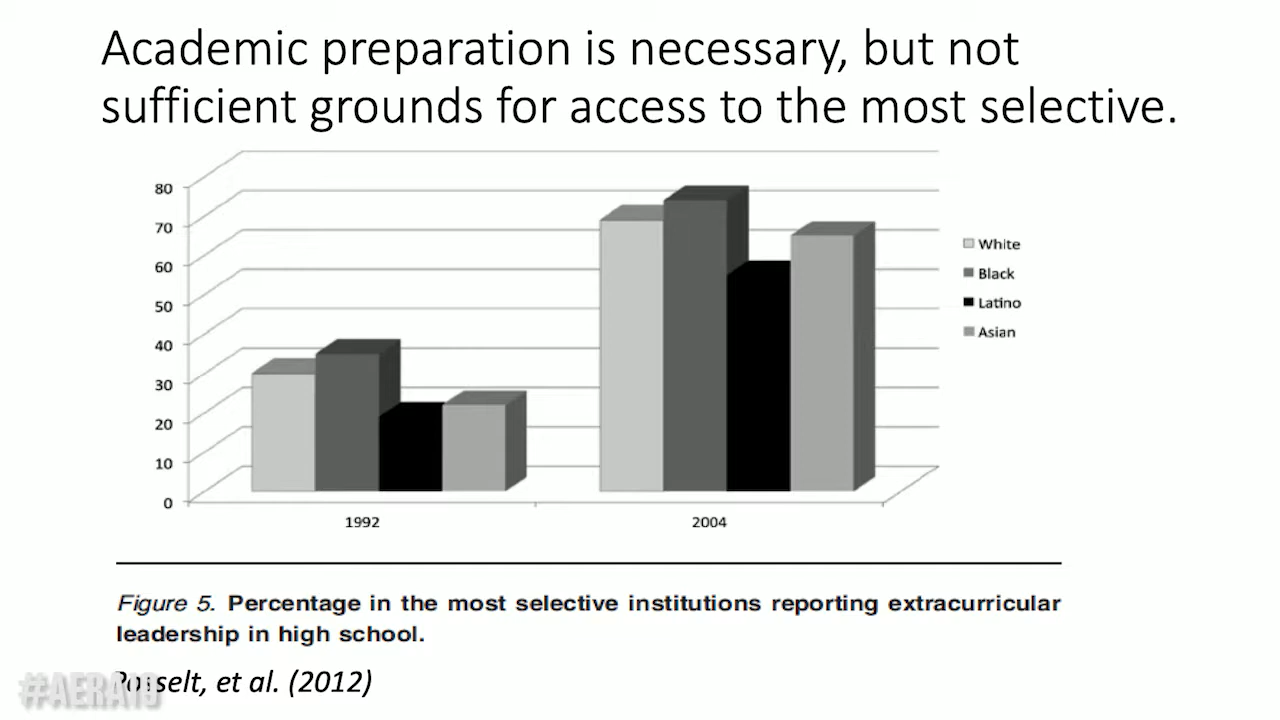 Academic preparation is necessary, but not
sufficient grounds for access to the most selective.
80
70
60
50
40
30
20
10
0
1992
2004
White
Black
Latino
Asian
Figure 5. Percentage in the most selective institutions reporting extracurricular
leadership in high school.
Posselt, et al. (2012)
#AERA19